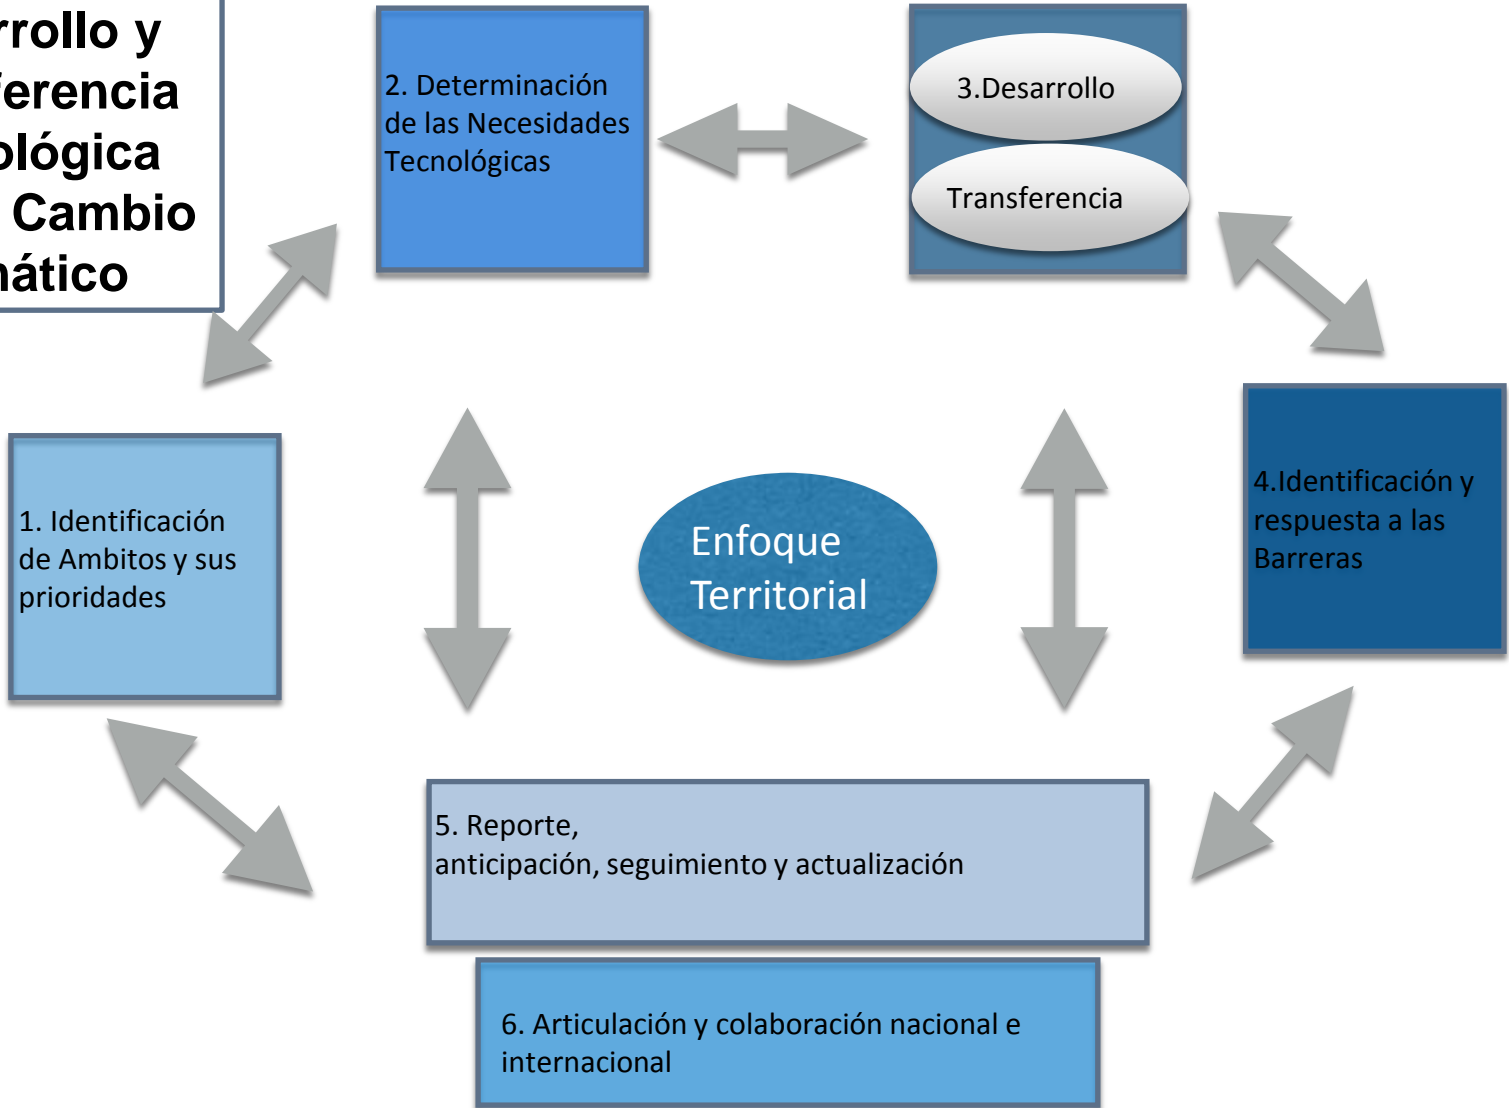 rrollo y
ferencia
ológica
Cambio
nático
2. Determinación
de las Necesidades
Tecnológicas
3.Desarrollo
Transferencia
1. Identificación
de Ambitos y sus
prioridades
Enfoque
Territorial
4.Identificación y
respuesta a las
Barreras
5. Reporte,
anticipación, seguimiento y actualización
6. Articulación y colaboración nacional e
internacional